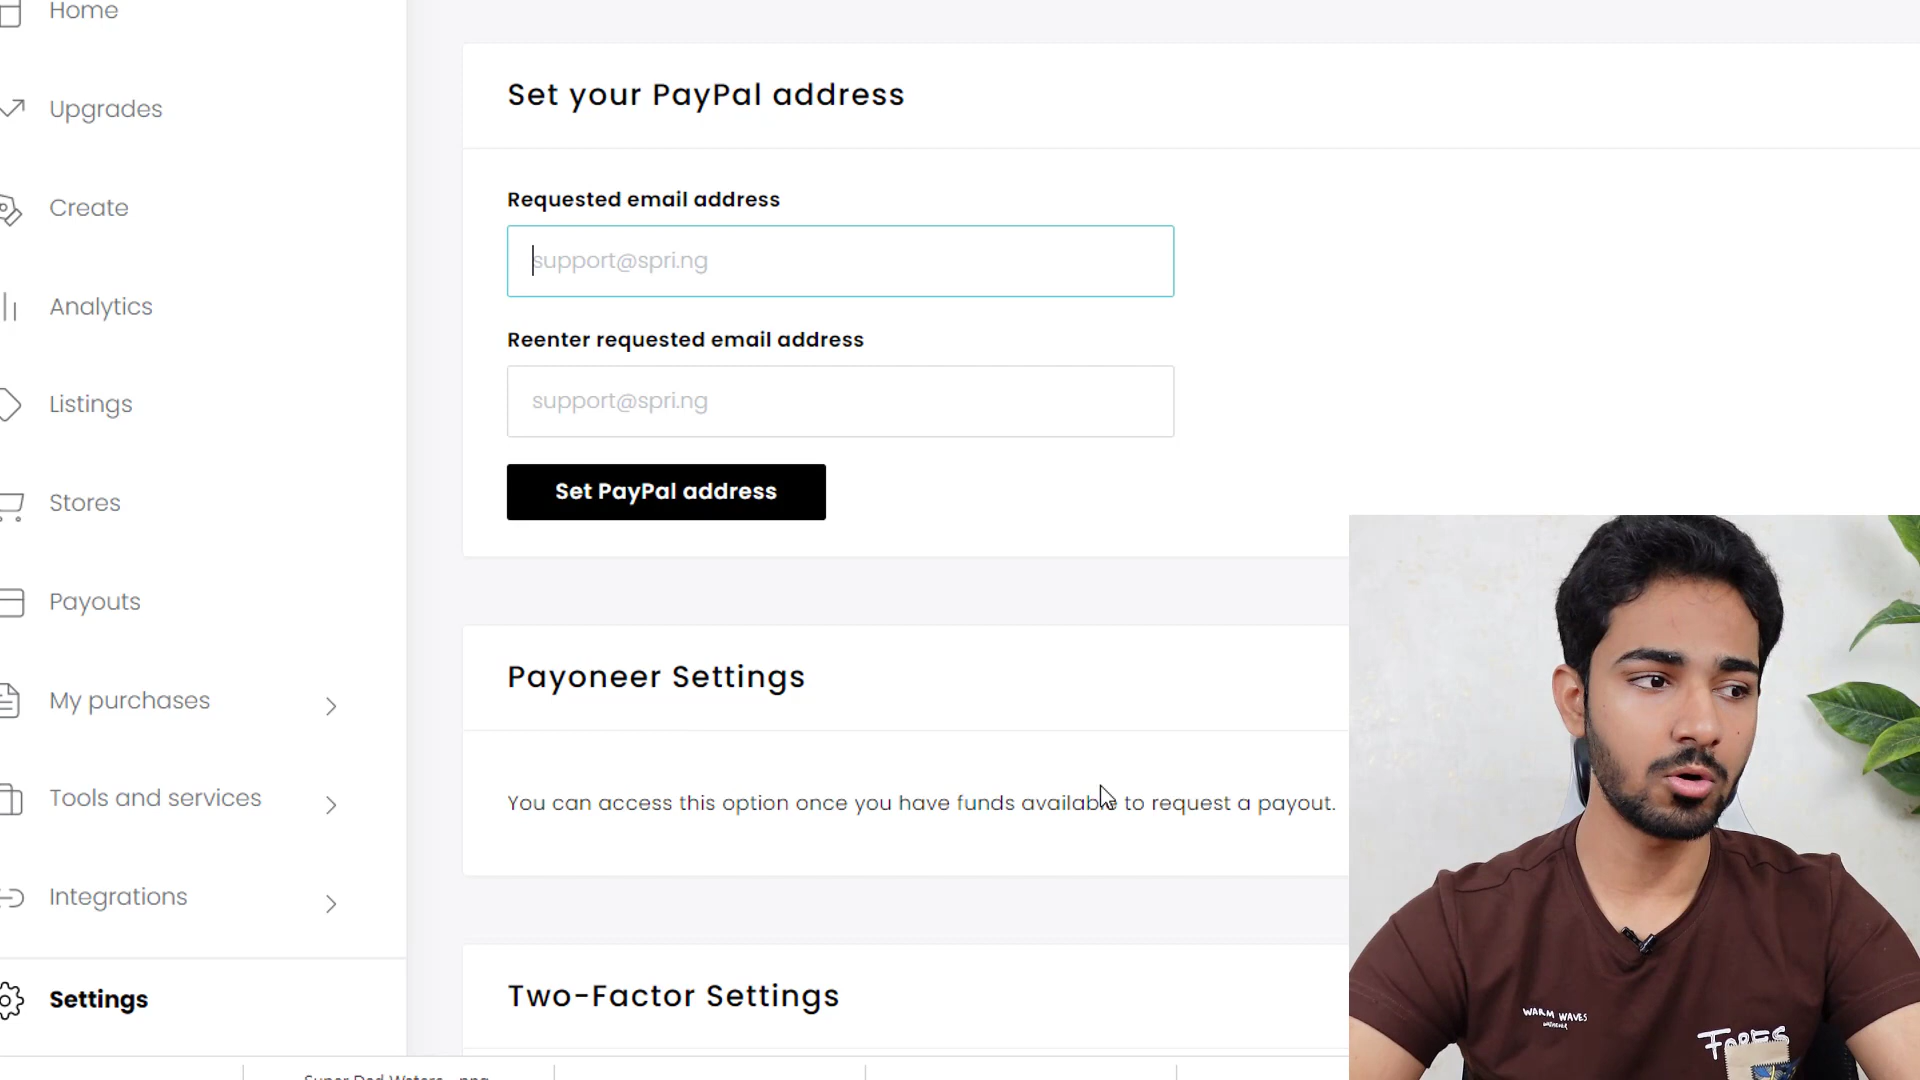 Home
Upgrades
Create
Analytics
Listings
Stores
Payouts
My purchases
Tools and services
Integrations
Settings
Set your PayPal address
Requested email address
support@spri.ng
Reenter requested email address
support@spri.ng
Set PayPal address
Payoneer Settings
You can access this option once you have funds available to request a payout.
Two-Factor Settings
WARM WAVES